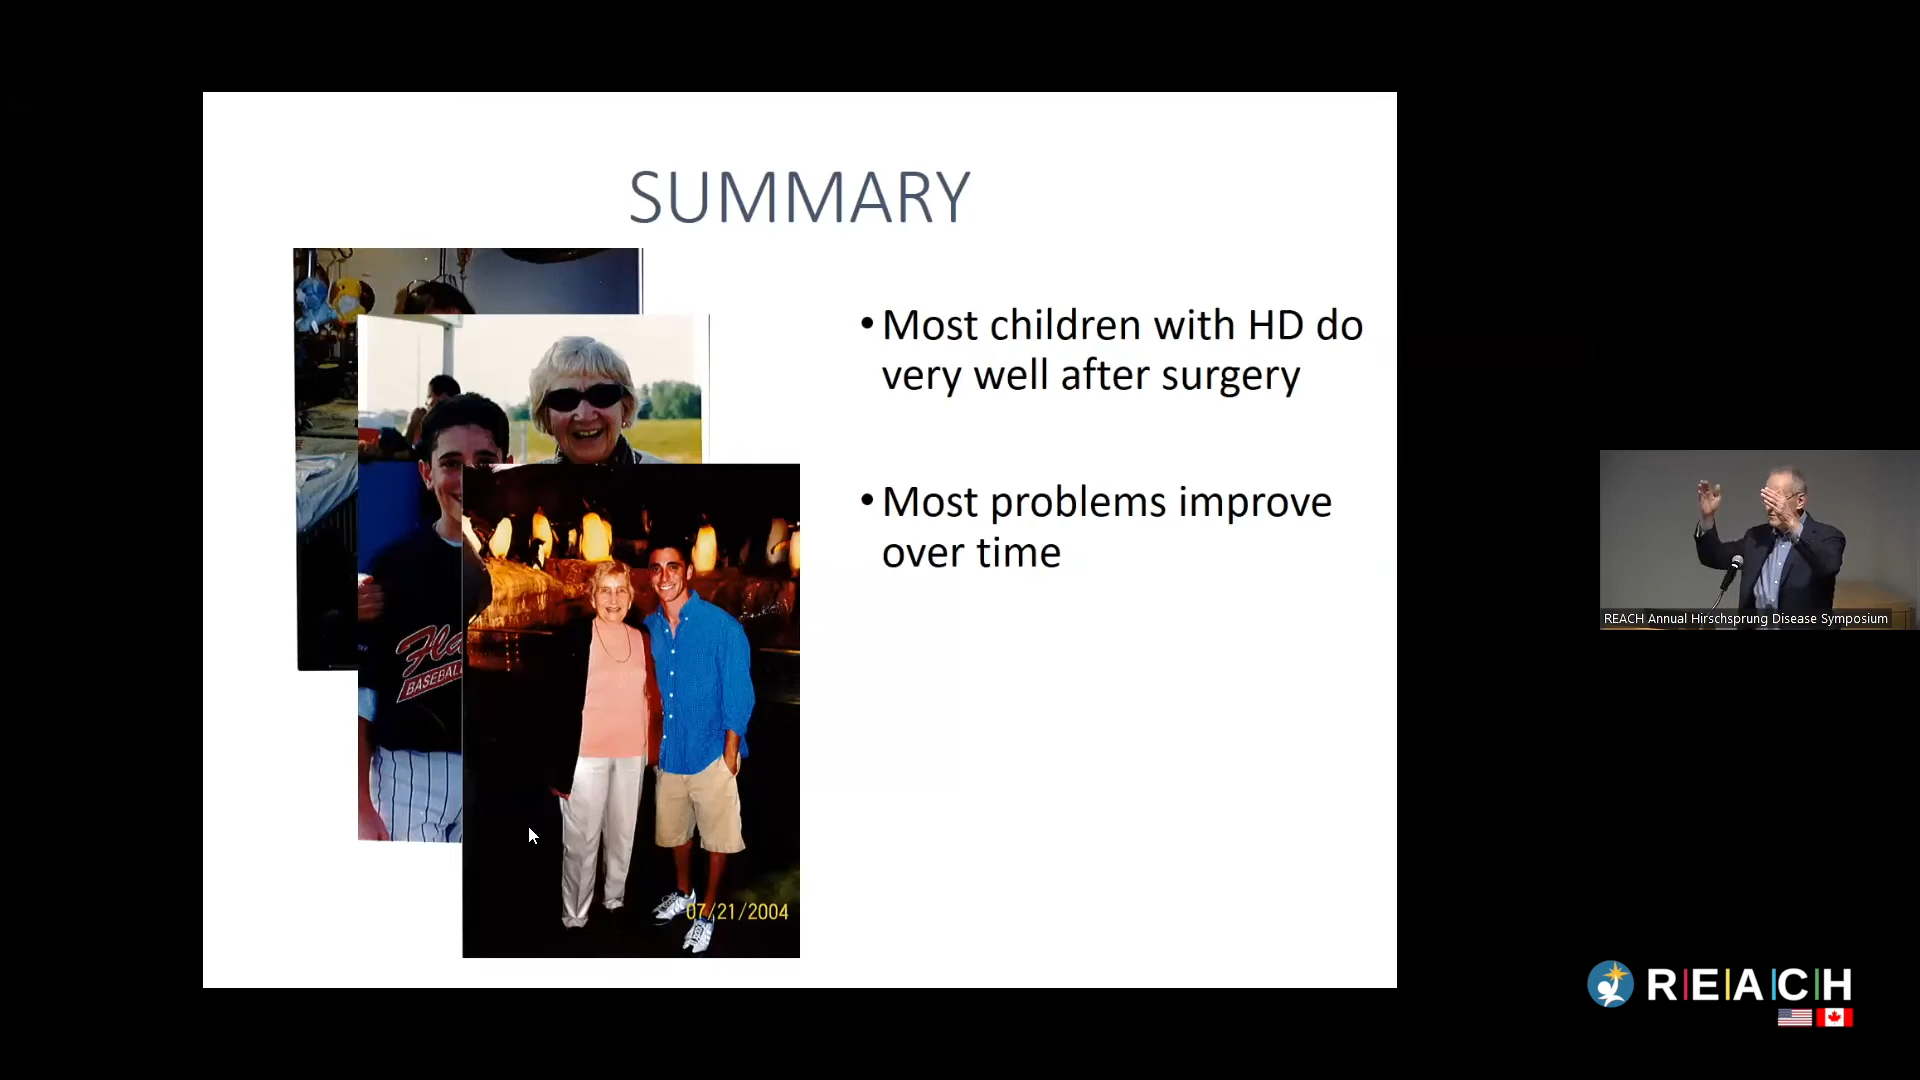 SUMMARY
•Most children with HD do
very well after surgery
•Most problems improve
over time
BASEBALL
07/21/2004
REACH Annual Hirschsprung Disease Symposium
R|E|A|C|H